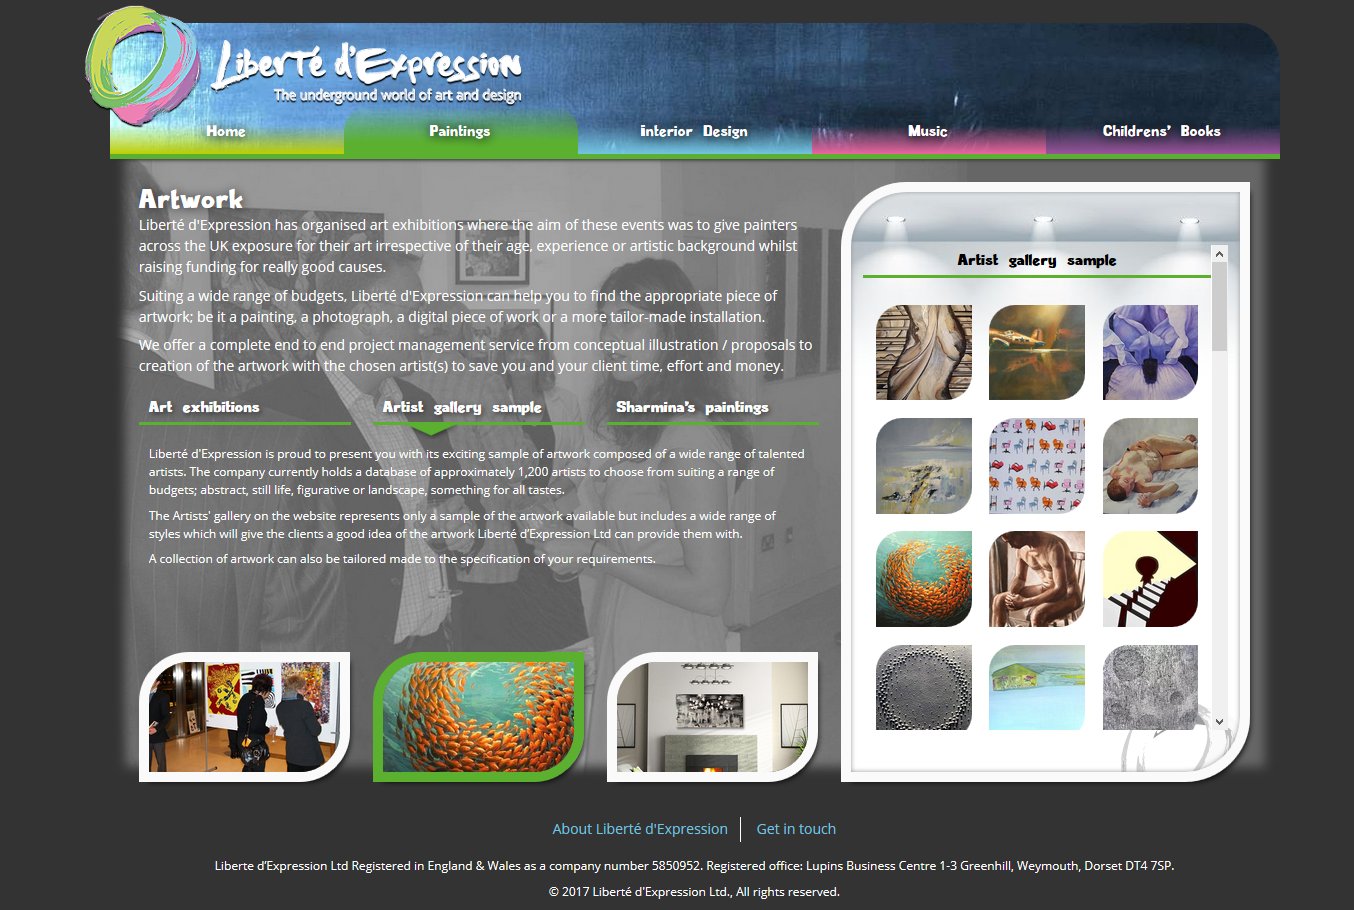 Liberté d'Expression
The underground world of art and design
Home
Paintings
Interior Design
Music
Childrens' Books
Artwork
Liberté d'Expression has organised art exhibitions where the aim of these events was to give painters
across the UK exposure for their art irrespective of their age, experience or artistic background whilst
raising funding for really good causes.
Suiting a wide range of budgets, Liberté d'Expression can help you to find the appropriate piece of
artwork; be it a painting, a photograph, a digital piece of work or a more tailor-made installation.
We offer a complete end to end project management service from conceptual illustration / proposals to
creation of the artwork with the chosen artist(s) to save you and your client time, effort and money.
Art exhibitions
Artist gallery sample
Sharmina's paintings
Liberté d'Expression is proud to present you with its exciting sample of artwork composed of a wide range of talented
artists. The company currently holds a database of approximately 1,200 artists to choose from suiting a range of
budgets; abstract, still life, figurative or landscape, something for all tastes.
The Artists' gallery on the website represents only a sample of the artwork available but includes a wide range of
styles which will give the clients a good idea of the artwork Liberté d'Expression Ltd can provide them with.
A collection of artwork can also be tailored made to the specification of your requirements.
Artist gallery sample
About Liberté d'Expression
Get in touch
Liberte d'Expression Ltd Registered in England & Wales as a company number 5850952. Registered office: Lupins Business Centre 1-3 Greenhill, Weymouth, Dorset DT4 7SP.
© 2017 Liberté d'Expression Ltd., All rights reserved.